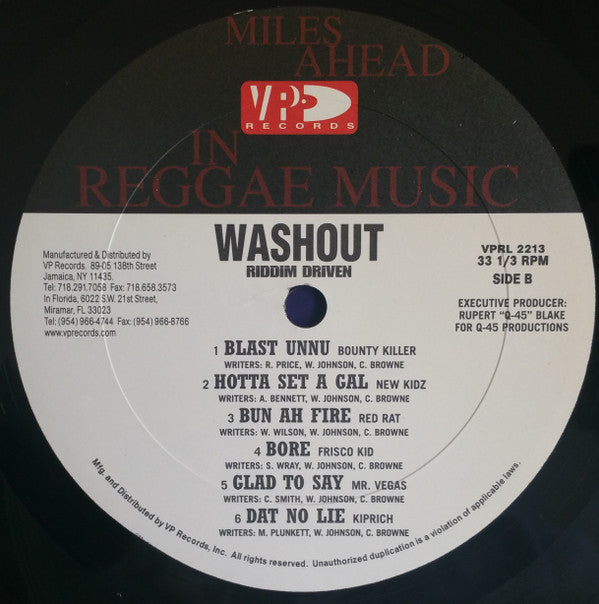 MILES
AHEAD
VP
RECORDS
IN
REGGAE MUSIC
WASHOUT
RIDDIM DRIVEN
Manufactured & Distributed by
VP Records. 89-05 138th Street
Jamaica, NY 11435.
Tel: 718.291.7058 Fax: 718.658.3573
In Florida, 6022 S.W. 21st Street,
Miramar, FL 33023
Tel: (954) 966-4744 Fax: (954) 966-8766
www.vprecords.com
VPRL 2213
33 1/3 RPM
SIDE B
EXECUTIVE PRODUCER:
RUPERT "Q-45" BLAKE
FOR Q-45 PRODUCTIONS
1 BLAST UNNU BOUNTY KILLER
WRITERS: R. PRICE, W. JOHNSON, C. BROWNE
2 HOTTA SET A GAL NEW KIDZ
WRITERS: A. BENNETT, W. JOHNSON, C. BROWNE
3 BUN AH FIRE RED RAT
WRITERS: W. WILSON, W. JOHNSON, C. BROWNE
4 BORE FRISCO KID
WRITERS: S. WRAY, W. JOHNSON, C. BROWNE
5 GLAD TO SAY MR. VEGAS
WRITERS: C. SMITH, W. JOHNSON, C. BROWNE
6 DAT NO LIE KIPRICH
WRITERS: M. PLUNKETT, W. JOHNSON, C. BROWNE
Mfg. and Distributed by VP Records, Inc. All rights reserved. Unauthorized duplication is a violation of applicable laws.